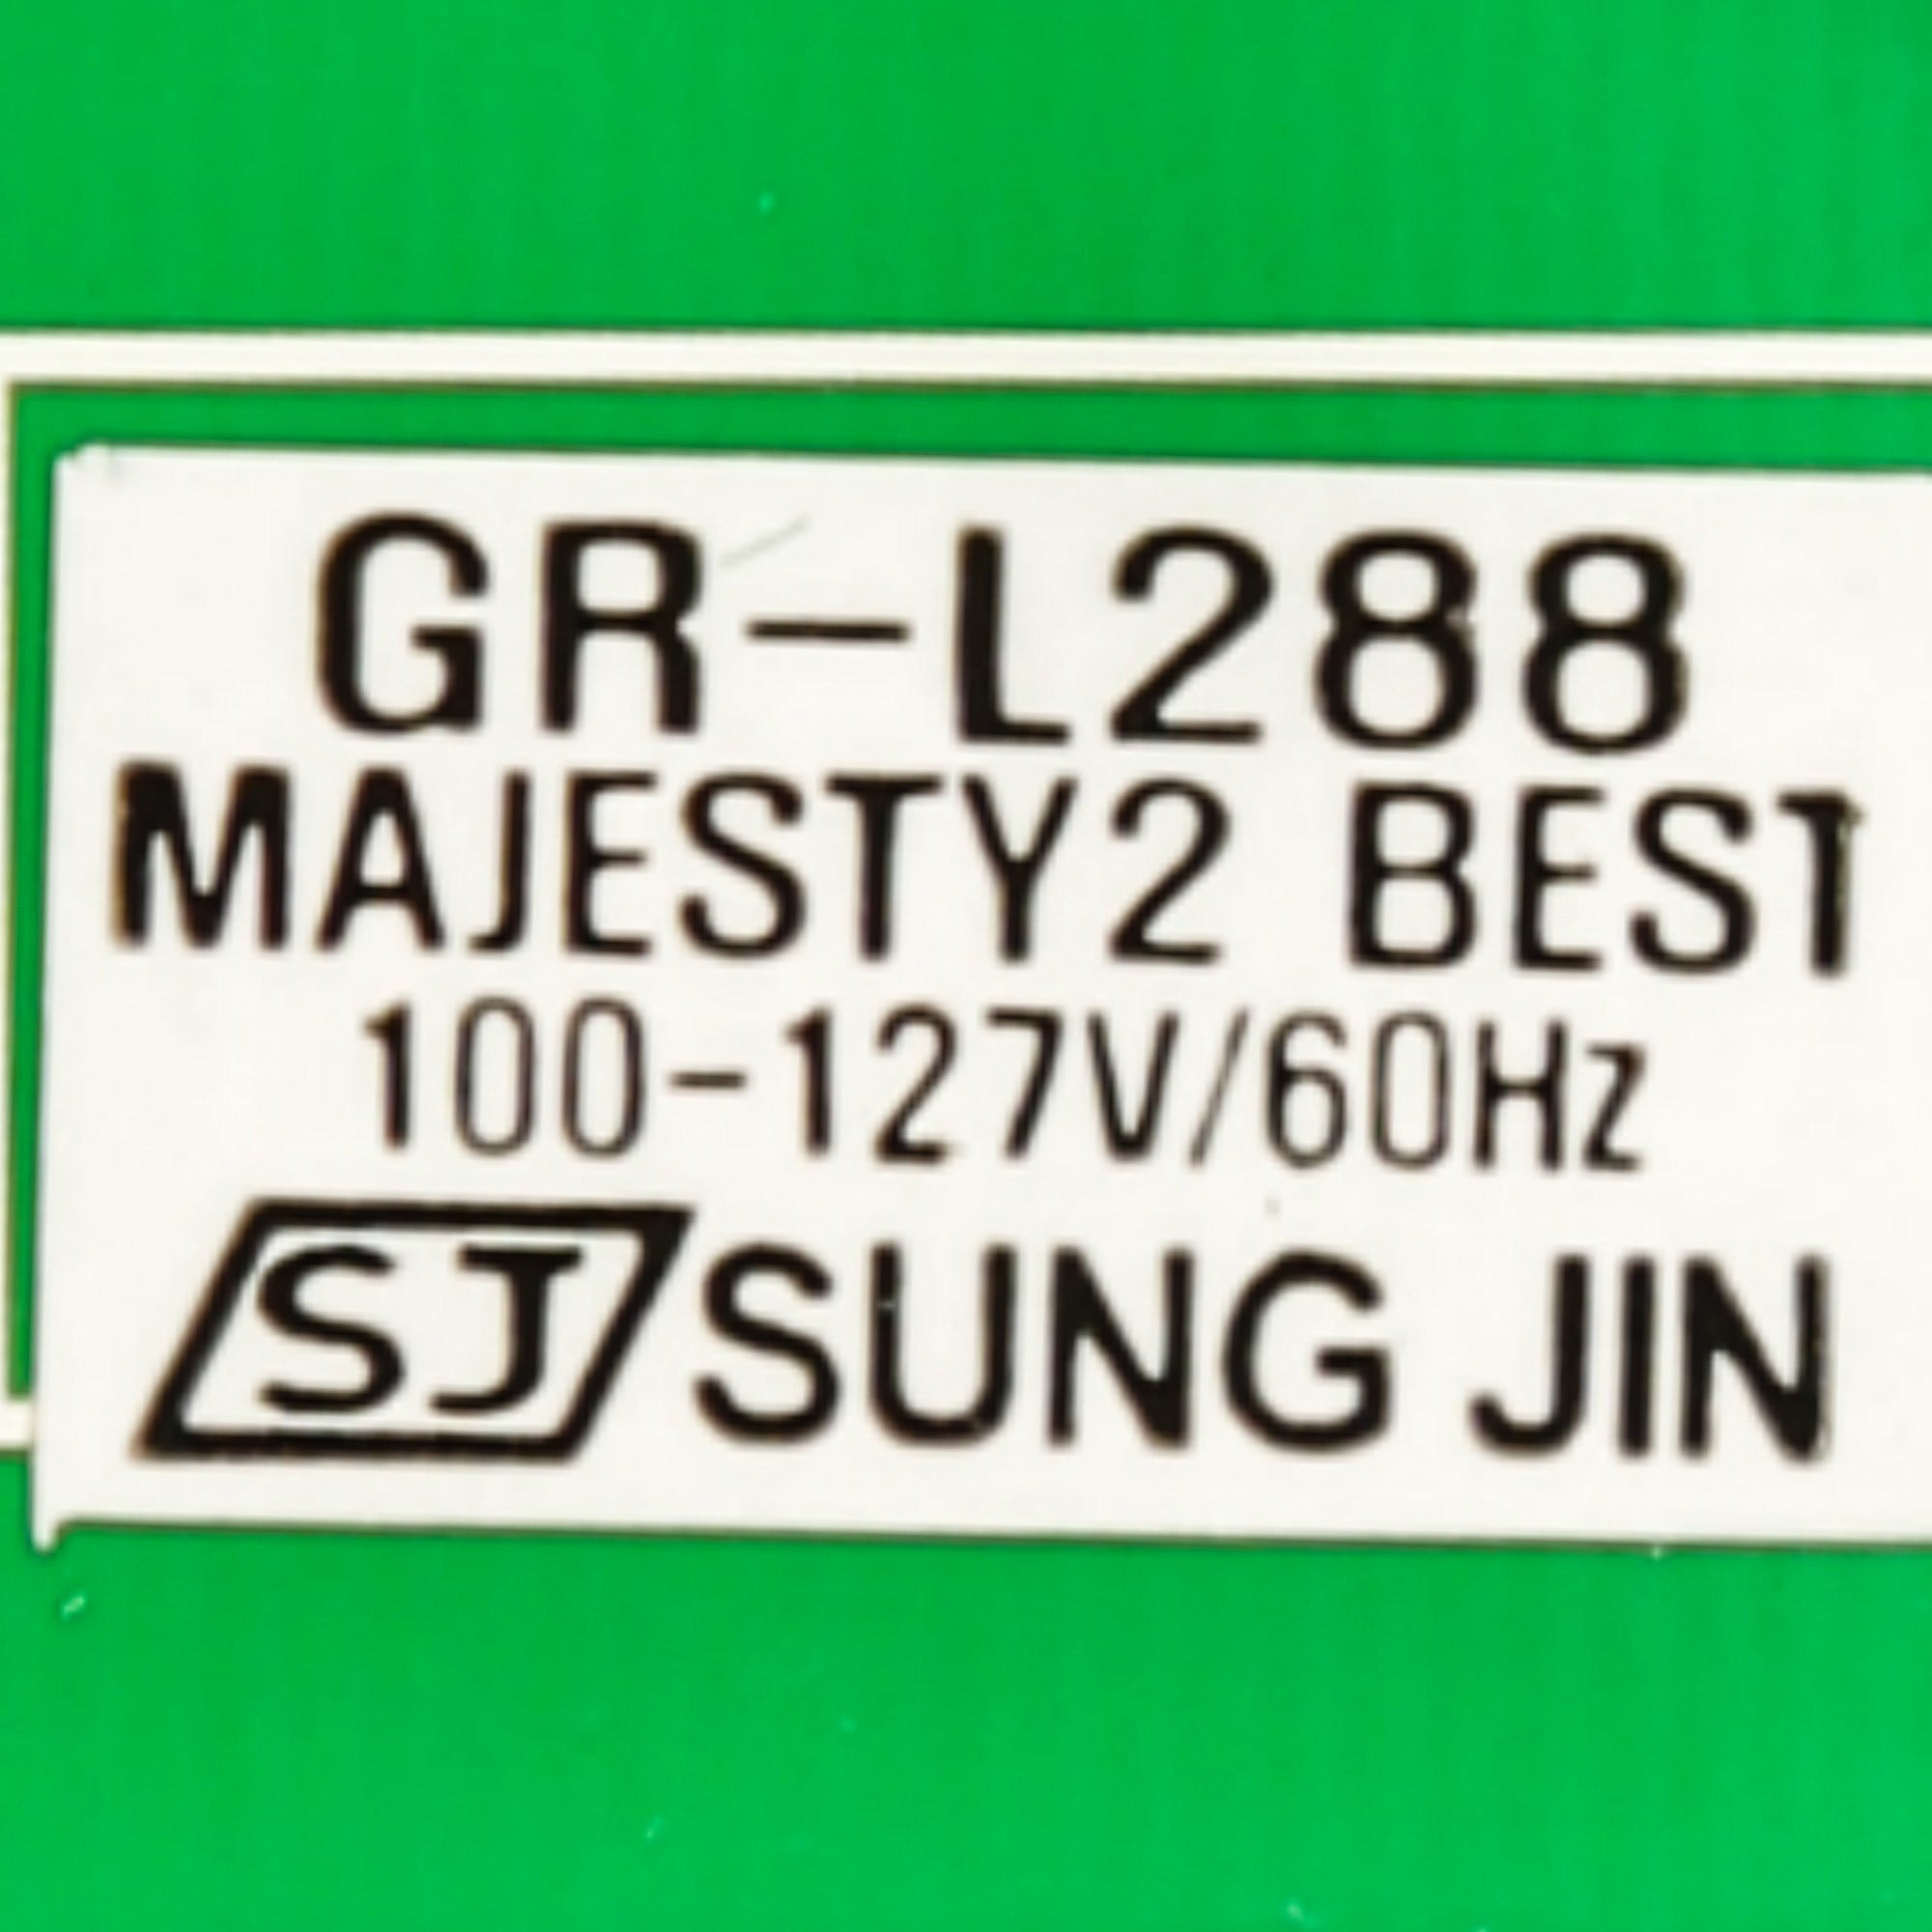 GR-L288
MAJESTY2 BEST
100-127V/60Hz
SJ SUNG JIN